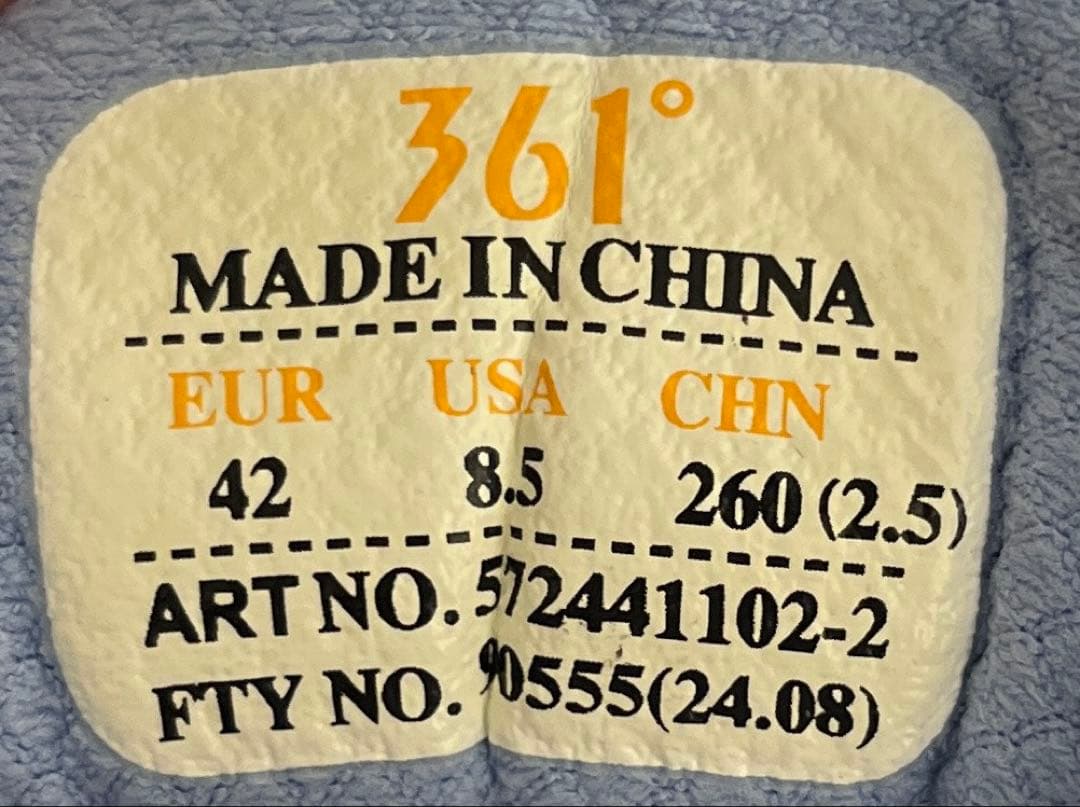 361°
MADE IN CHINA
EUR USA CHN
42 8.5 260 (2.5)
ART NO. 572441102-2
FTY NO. 90555(24.08)